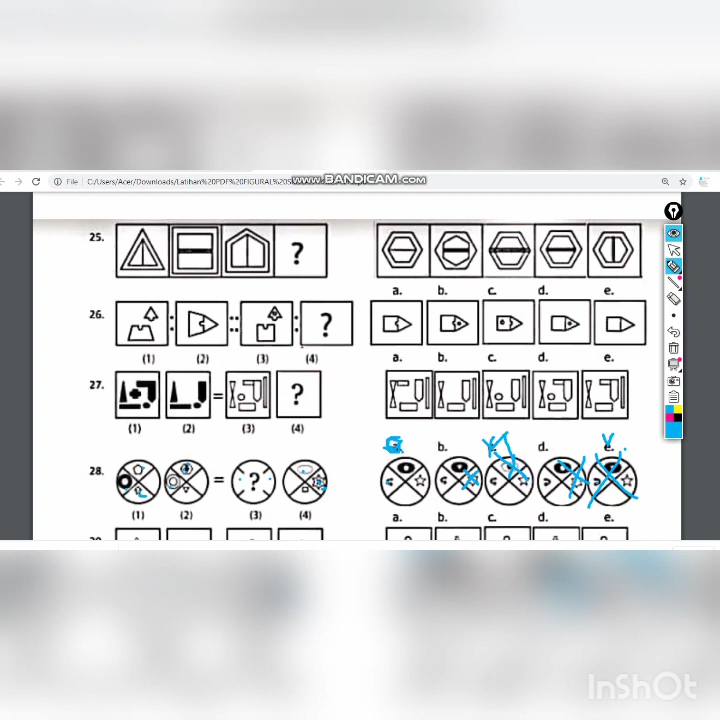 www.BANDICAM.com
File C:/Users/Acer/Downloads/Latihan%20PDF%20FIGURAL%20S
25. ?
a. b. c. d. e.
26. : :: : ?
(1) (2) (3) (4) a. b. c. d. e.
27. = ?
(1) (2) (3) (4)
b. d. e.
28. = ?
(1) (2) (3) (4) a. b. c. d. e.
InShOt